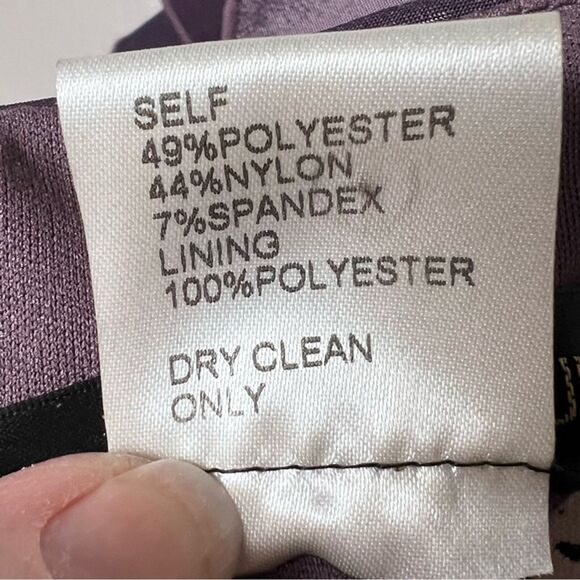 SELF
49%POLYESTER
44%NYLON
7%SPANDEX
LINING
100%POLYESTER
DRY CLEAN
ONLY